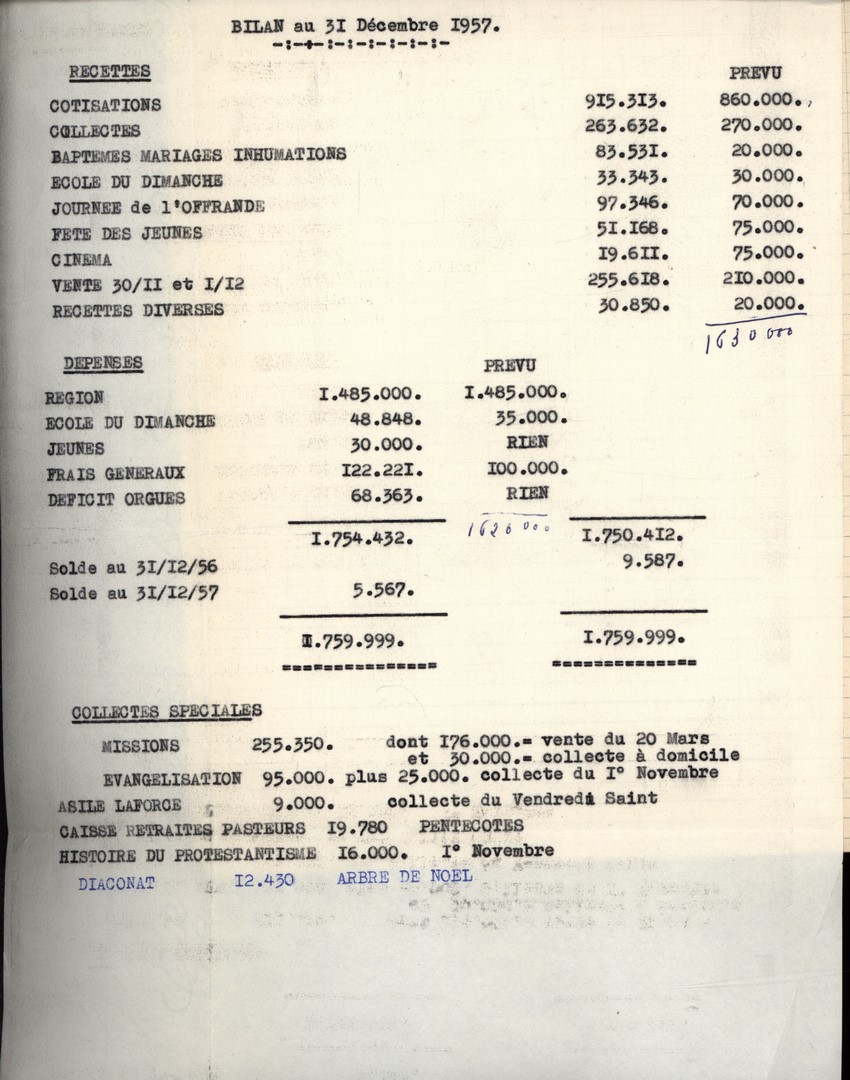 BILAN au 3I Décembre I957.
-:-+-:-:-:-:-:-:-
RECETTES PREVU
COTISATIONS 9I5.3I3. 860.000.
COLLECTES 263.632. 270.000.
BAPTEMES MARIAGES INHUMATIONS 83.53I. 20.000.
ECOLE DU DIMANCHE 33.343. 30.000.
JOURNEE de l'OFFRANDE 97.346. 70.000.
FETE DES JEUNES 5I.I68. 75.000.
CINEMA I9.6II. 75.000.
VENTE 30/II et I/I2 255.6I8. 2I0.000.
RECETTES DIVERSES 30.850. 20.000.
1630000
DEPENSES PREVU
REGION I.485.000. I.485.000.
ECOLE DU DIMANCHE 48.848. 35.000.
JEUNES 30.000. RIEN
FRAIS GENERAUX I22.22I. I00.000.
DEFICIT ORGUES 68.363. RIEN
I.754.432. 1620000 I.750.4I2.
Solde au 3I/I2/56 9.587.
Solde au 3I/I2/57 5.567.
I.759.999. I.759.999.
================ ===============
COLLECTES SPECIALES
MISSIONS 255.350. dont I76.000.= vente du 20 Mars
et 30.000.= collecte à domicile
EVANGELISATION 95.000. plus 25.000. collecte du I° Novembre
ASILE LAFORCE 9.000. collecte du Vendredi Saint
CAISSE RETRAITES PASTEURS I9.780 PENTECOTES
HISTOIRE DU PROTESTANTISME I6.000. I° Novembre
DIACONAT I2.430 ARBRE DE NOEL